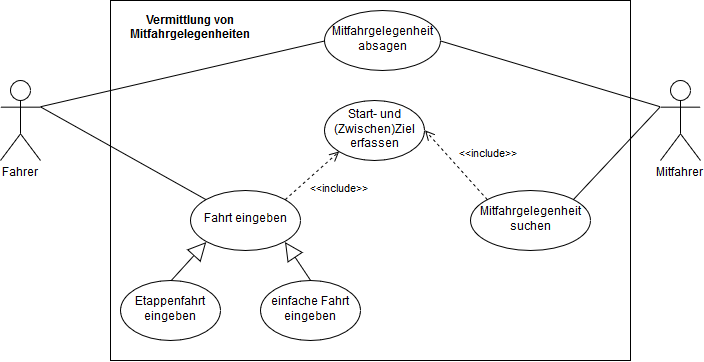 Vermittlung von
Mitfahrgelegenheiten
Mitfahrgelegenheit
absagen
Start- und
(Zwischen)Ziel
erfassen
<<include>>
<<include>>
Fahrer
Mitfahrer
Fahrt eingeben
Mitfahrgelegenheit
suchen
Etappenfahrt
eingeben
einfache Fahrt
eingeben